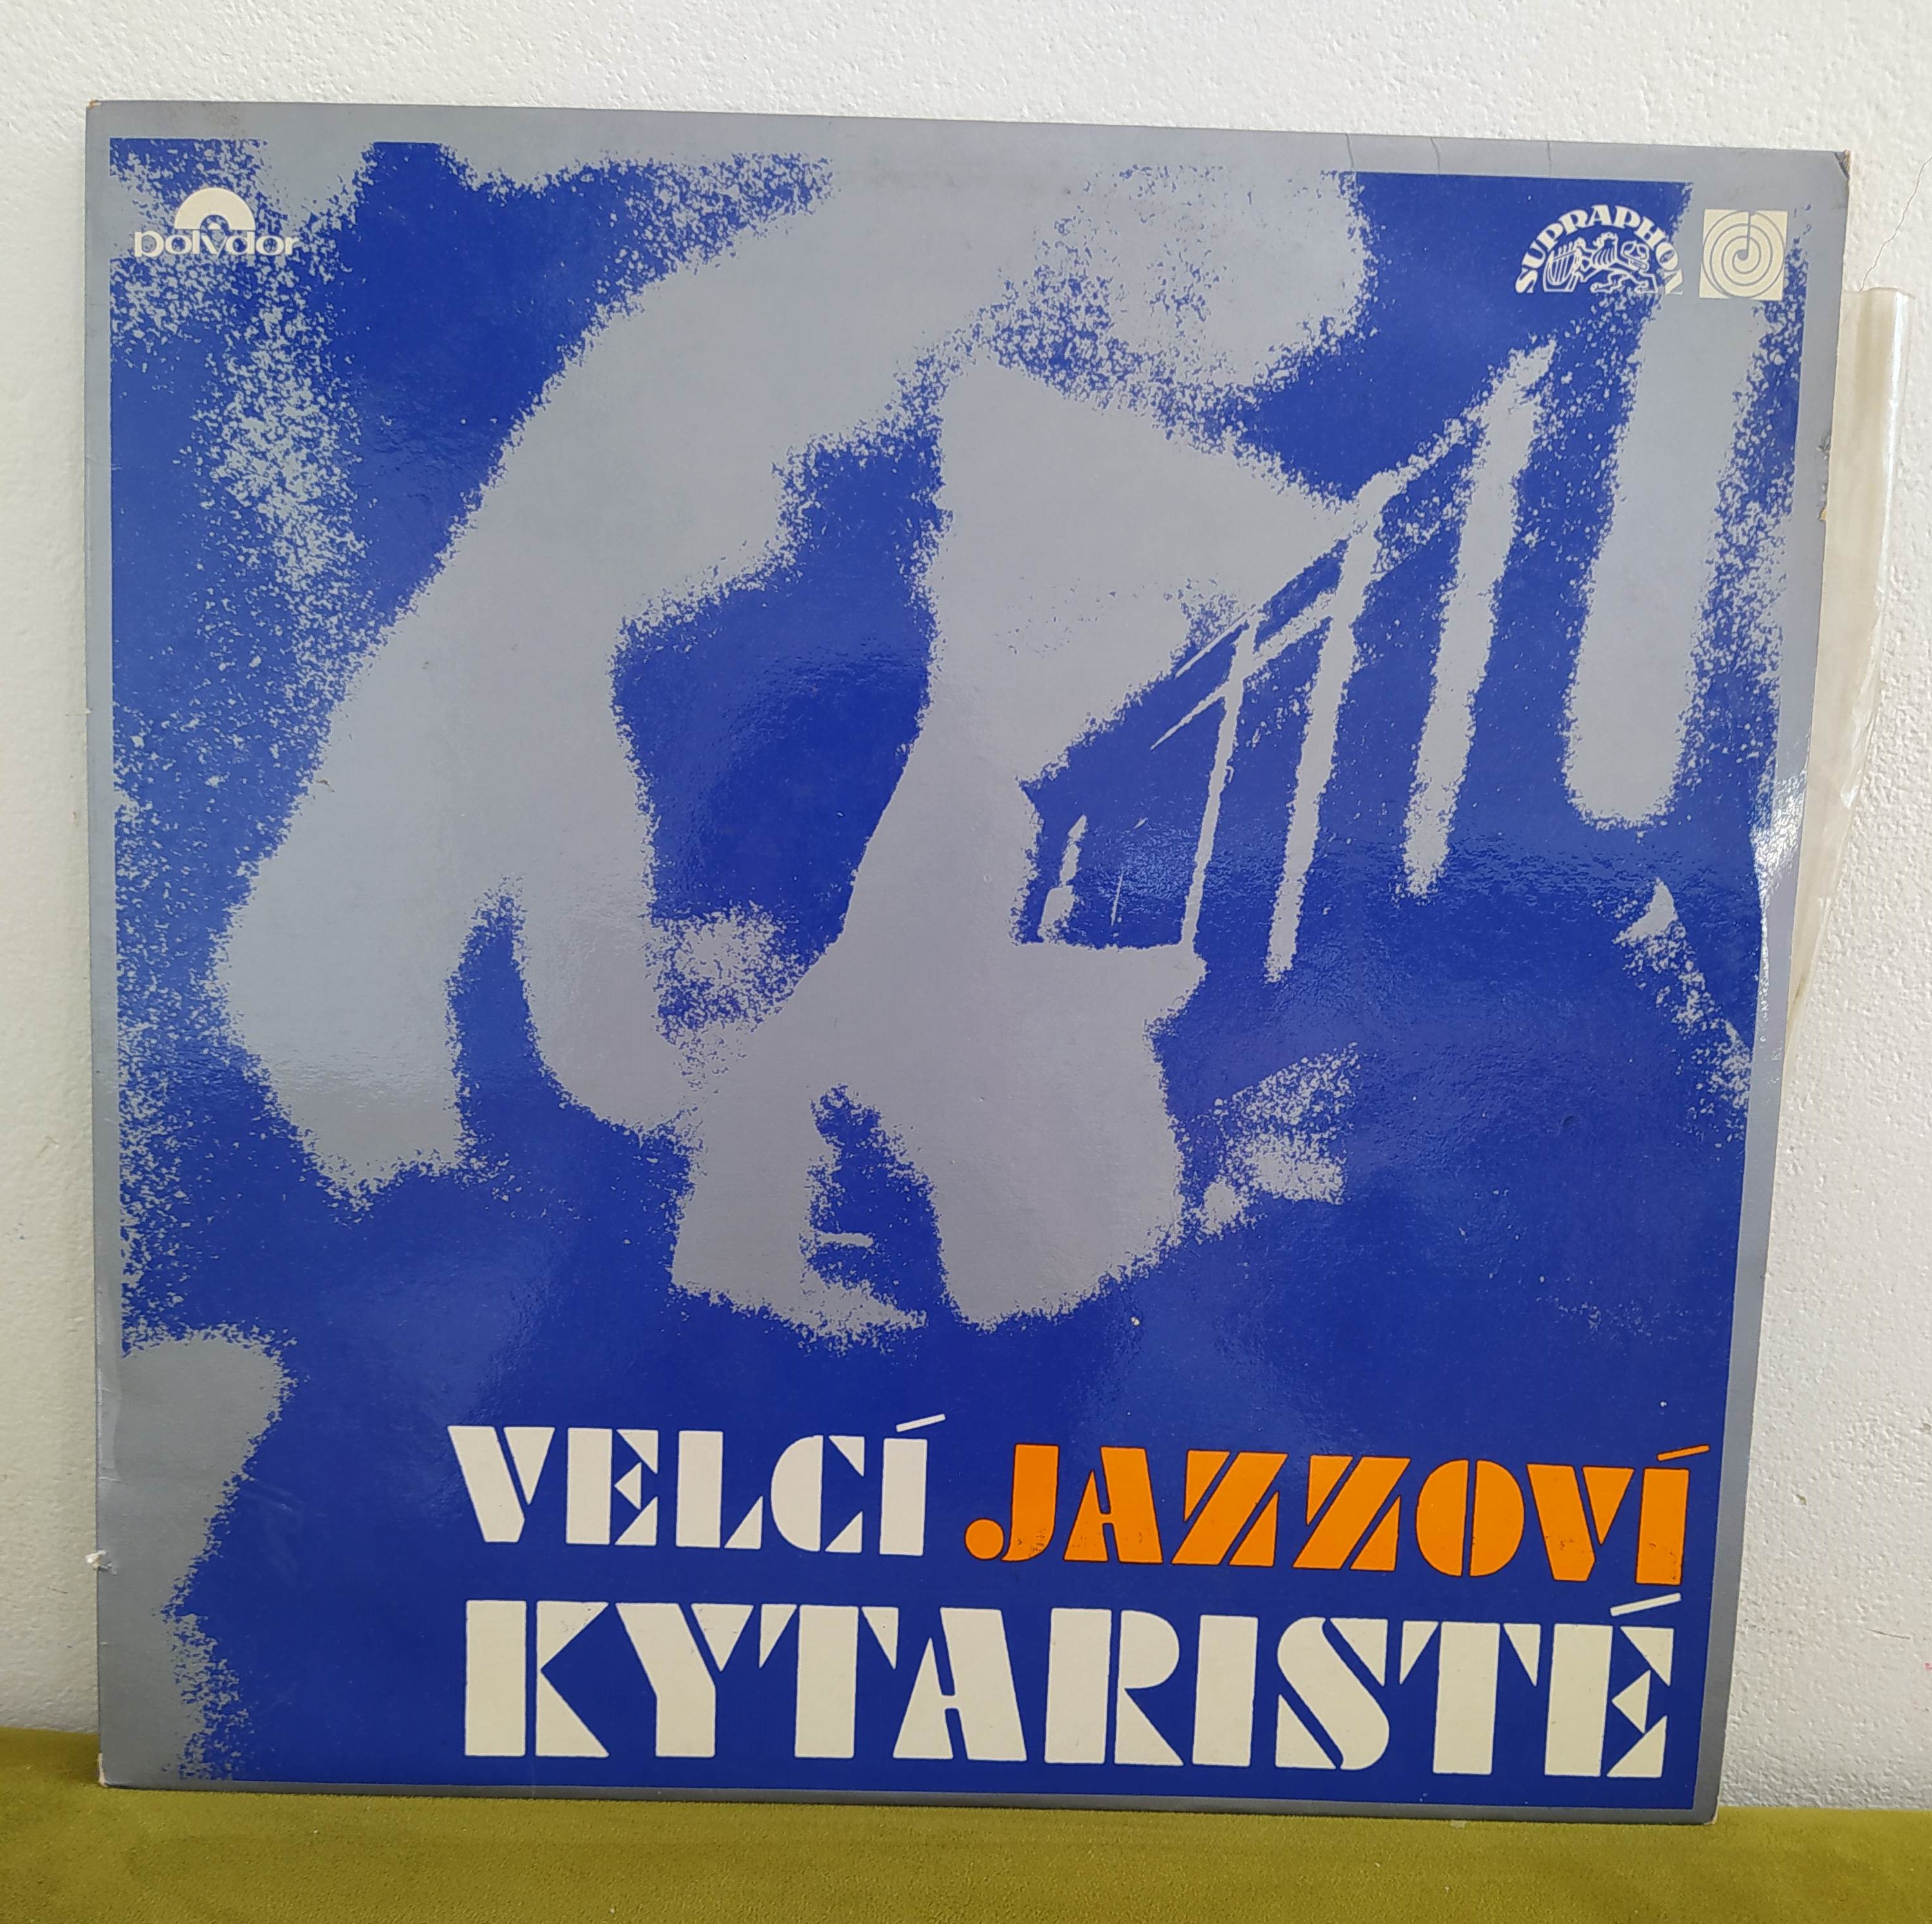 polydor
SUPRAPHON
VELCÍ JAZZOVÍ
KYTARISTÉ